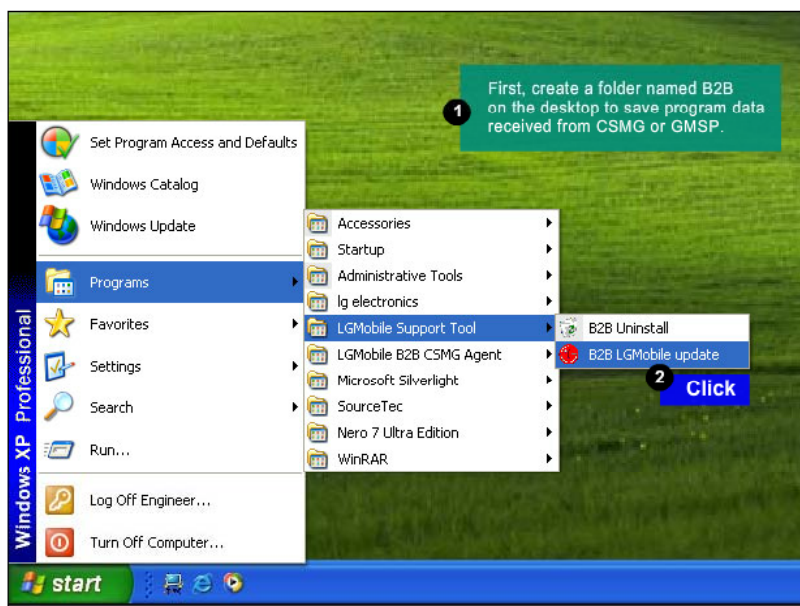 1
First, create a folder named B2B
on the desktop to save program data
received from CSMG or GMSP.
Set Program Access and Defaults
Windows Catalog
Windows Update
Programs
Favorites
Settings
Search
Run...
Log Off Engineer...
Turn Off Computer...
Windows XP Professional
Accessories
Startup
Administrative Tools
lg electronics
LGMobile Support Tool
LGMobile B2B CSMG Agent
Microsoft Silverlight
SourceTec
Nero 7 Ultra Edition
WinRAR
B2B Uninstall
B2B LGMobile update
2
Click
start